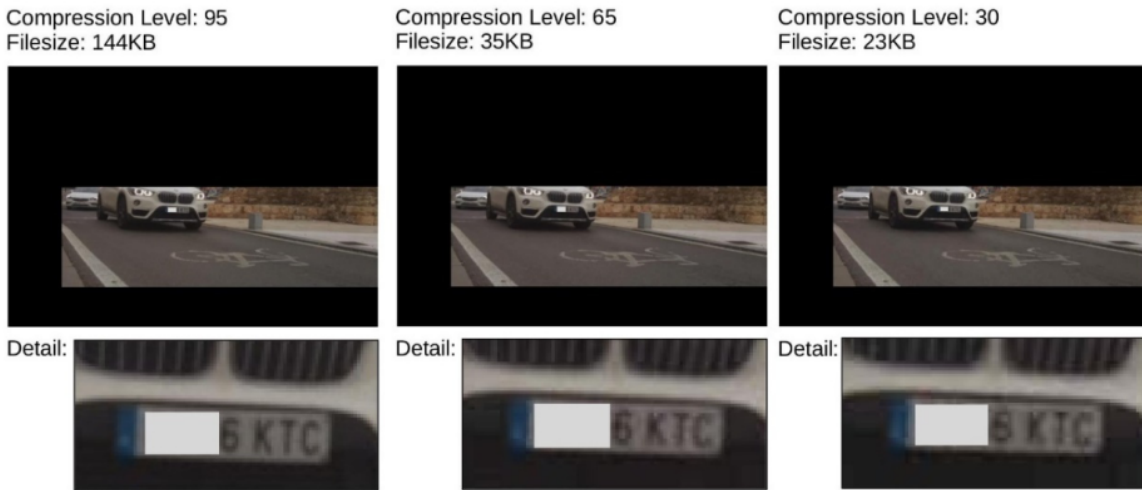 Compression Level: 95
Filesize: 144KB
Compression Level: 65
Filesize: 35KB
Compression Level: 30
Filesize: 23KB
Detail:
6 KTC
Detail:
6 KTC
Detail:
6 KTC